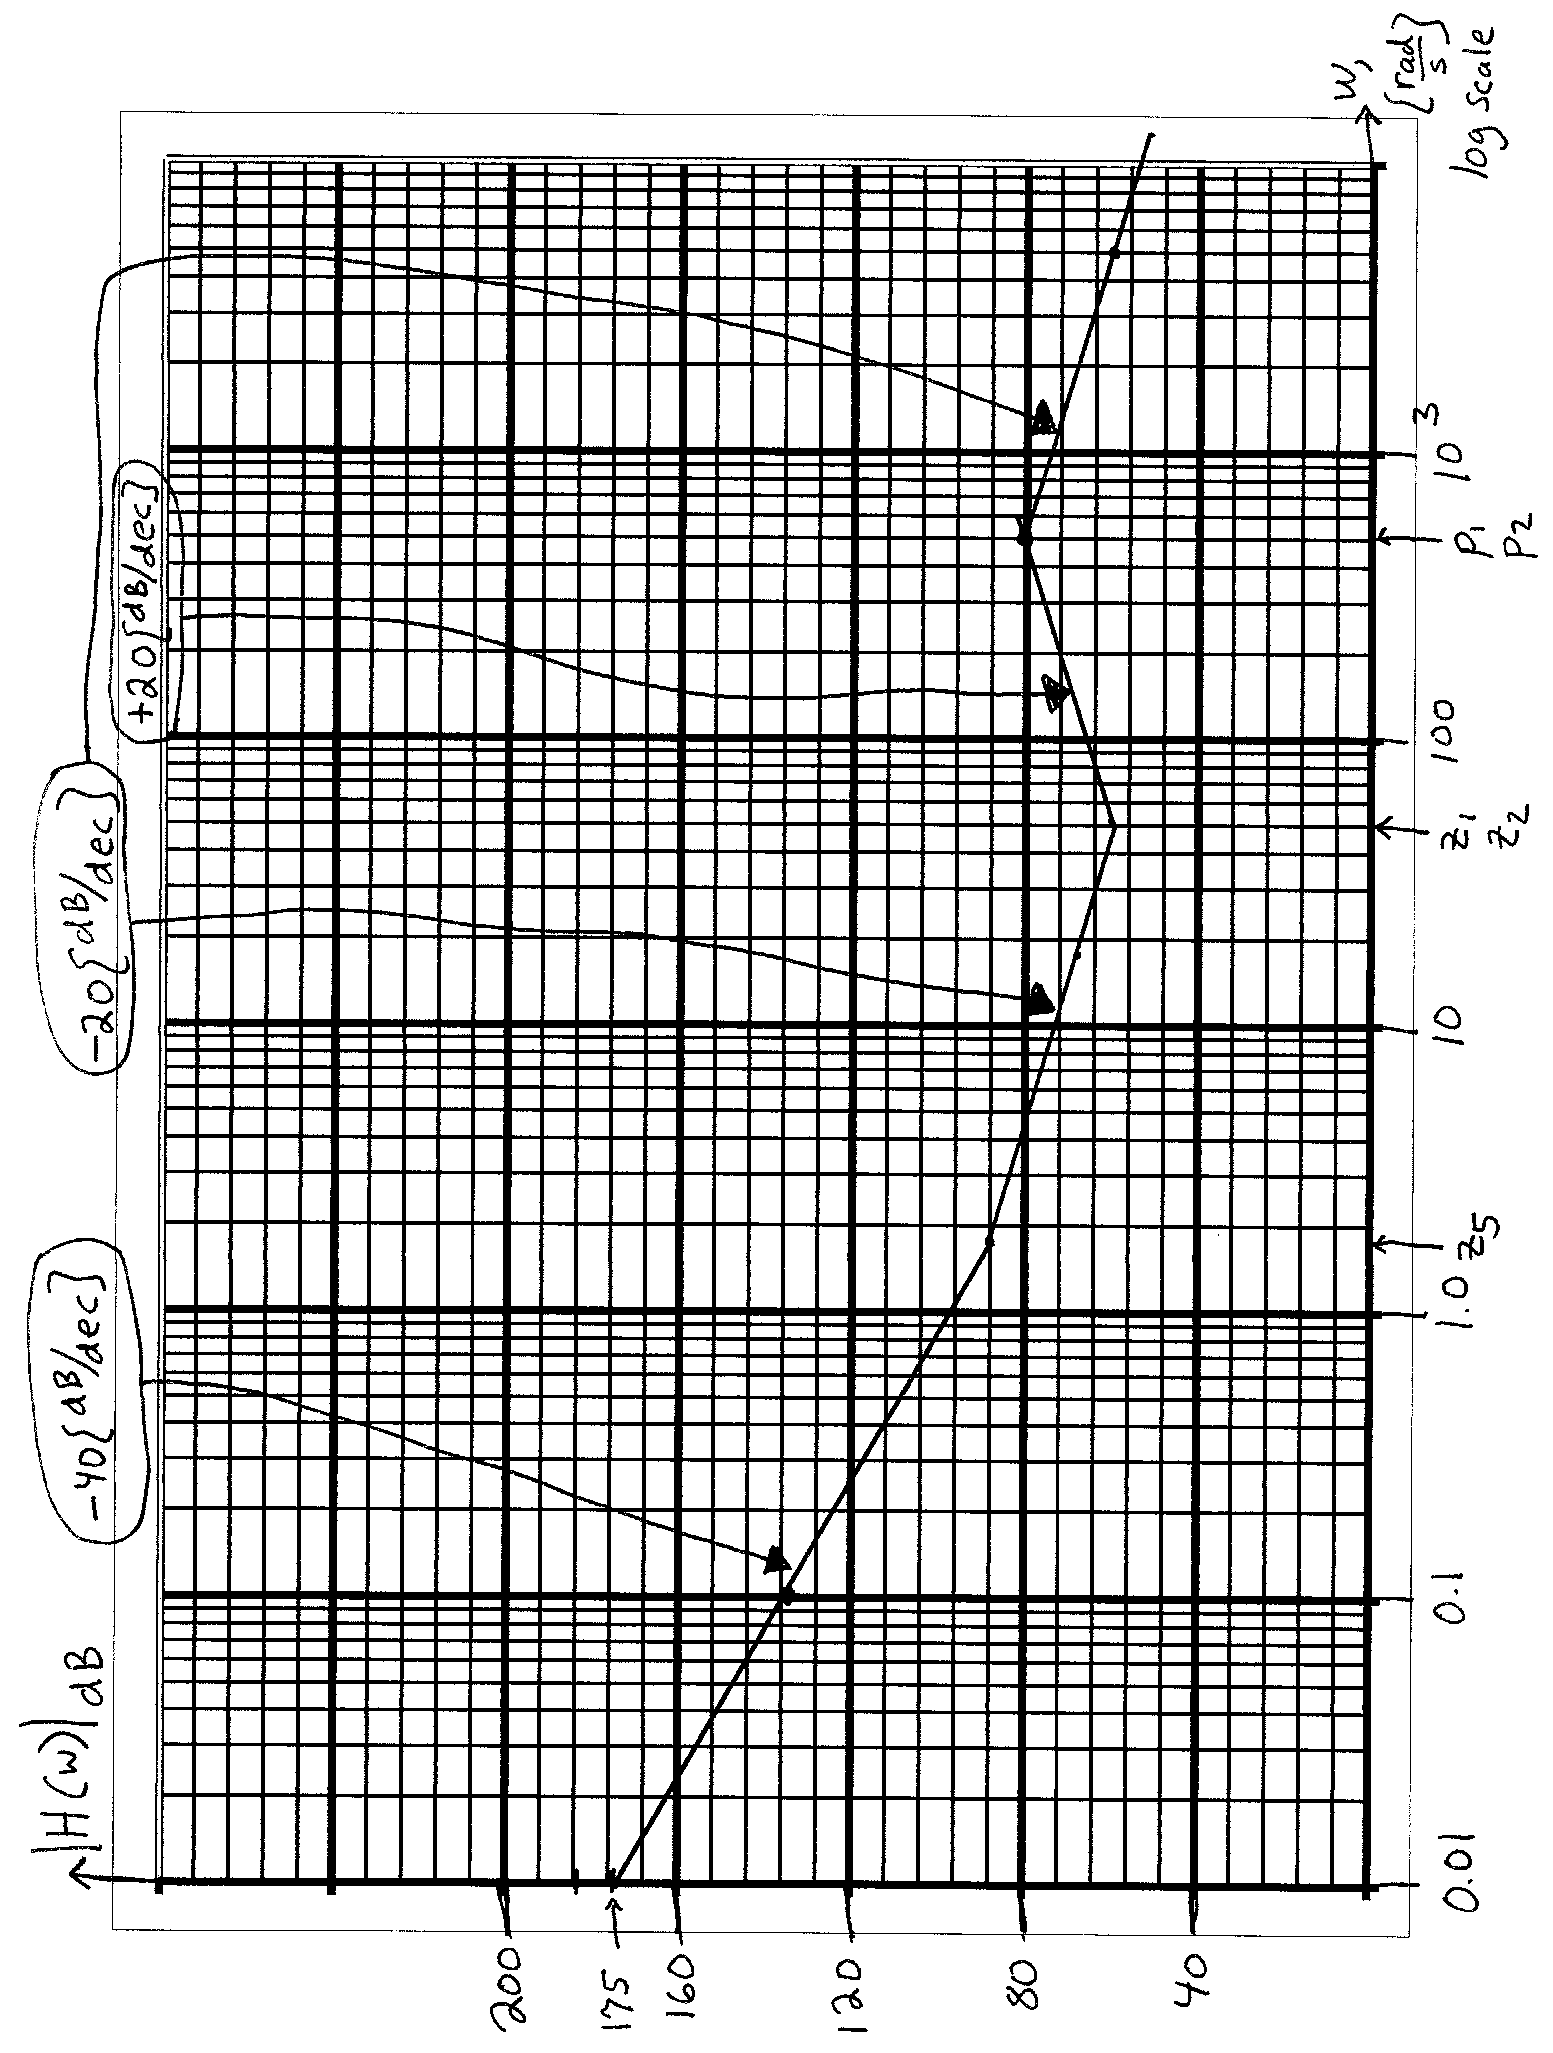 |H(w)|dB
-40[dB/dec]
-20[dB/dec]
+20[dB/dec]
200
175
160
120
80
40
0.01
0.1
1.0
10
100
10^3
z5
z1
z2
p1
p2
w,
[rad/s]
log scale